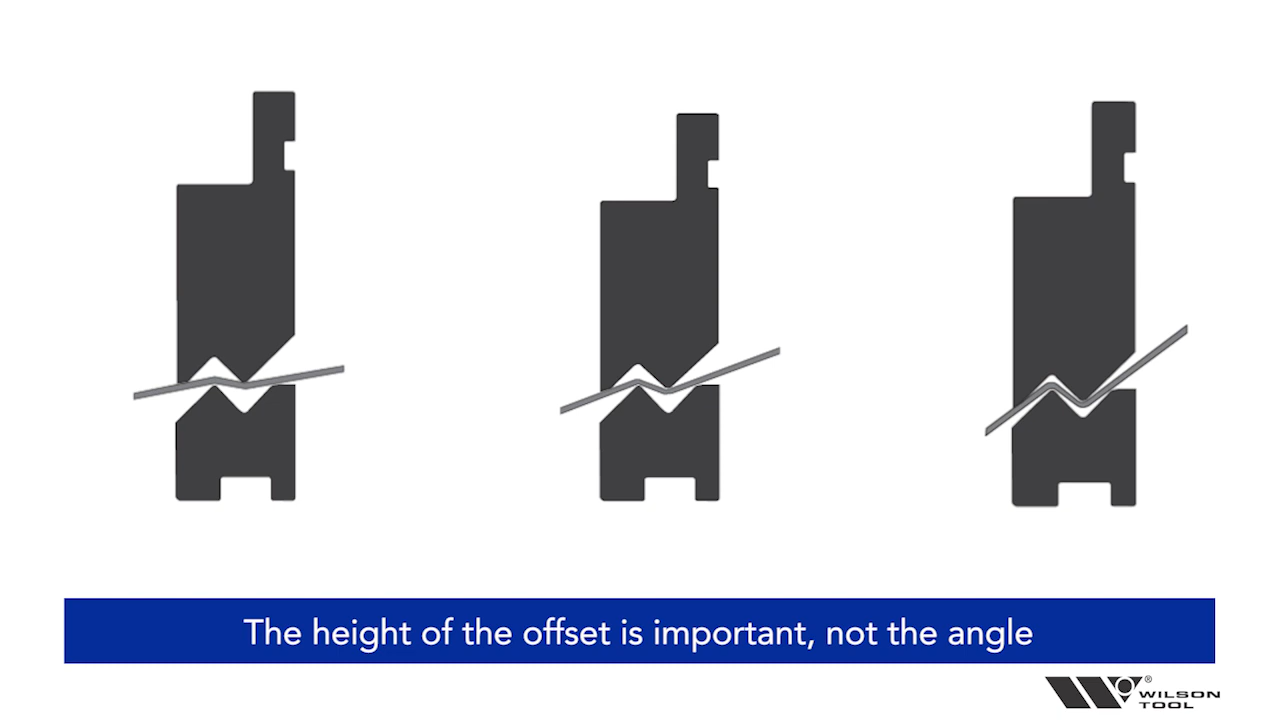 The height of the offset is important, not the angle
®
WILSON
TOOL